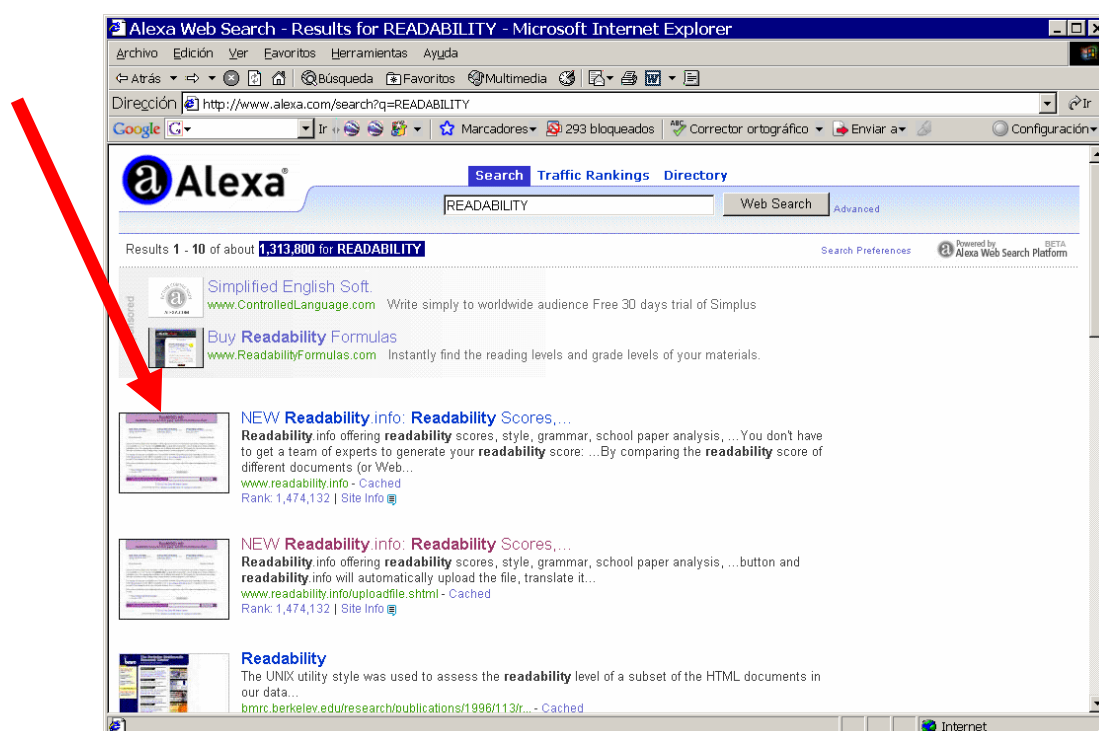 Alexa Web Search - Results for READABILITY - Microsoft Internet Explorer
Archivo Edición Ver Favoritos Herramientas Ayuda
Atrás Búsqueda Favoritos Multimedia
Dirección http://www.alexa.com/search?q=READABILITY Ir
Google G Ir Marcadores 293 bloqueados Corrector ortográfico Enviar a Configuración
Alexa
Search Traffic Rankings Directory
READABILITY Web Search Advanced
Results 1 - 10 of about 1,313,800 for READABILITY Search Preferences Powered by BETA
Alexa Web Search Platform
Simplified English Soft.
www.ControlledLanguage.com Write simply to worldwide audience Free 30 days trial of Simplus
Buy Readability Formulas
www.ReadabilityFormulas.com Instantly find the reading levels and grade levels of your materials.
NEW Readability.info: Readability Scores,...
Readability.info offering readability scores, style, grammar, school paper analysis, ...You don't have
to get a team of experts to generate your readability score: ...By comparing the readability score of
different documents (or Web...
www.readability.info - Cached
Rank: 1,474,132 | Site Info
NEW Readability.info: Readability Scores,...
Readability.info offering readability scores, style, grammar, school paper analysis, ...button and
readability.info will automatically upload the file, translate it...
www.readability.info/uploadfile.shtml - Cached
Rank: 1,474,132 | Site Info
Readability
The UNIX utility style was used to assess the readability level of a subset of the HTML documents in
our data...
bmrc.berkeley.edu/research/publications/1996/113/r... - Cached
Internet